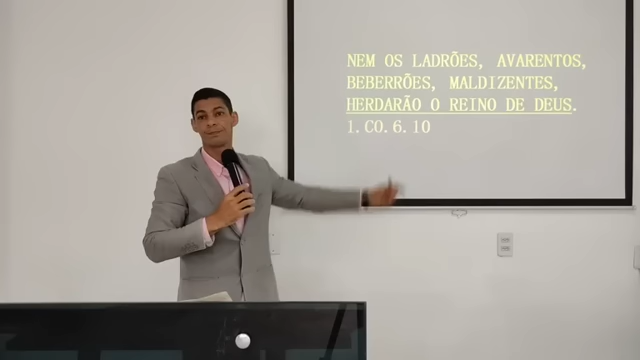 NEM OS LADRÕES, AVARENTOS,
BEBERRÕES, MALDIZENTES,
HERDARÃO O REINO DE DEUS.
1.CO.6.10